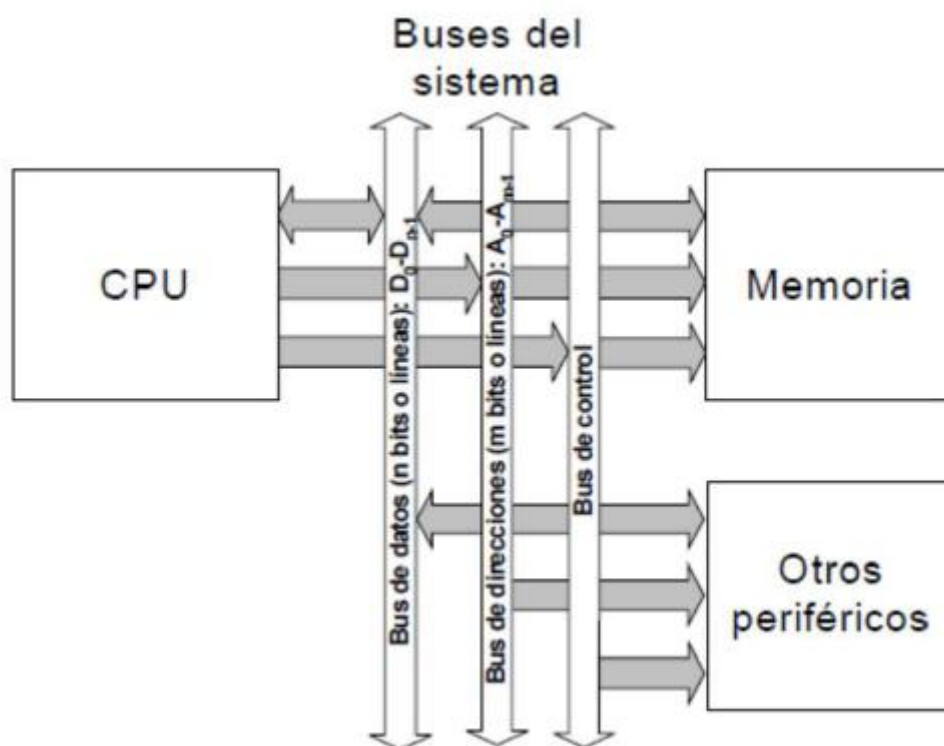 Buses del
sistema
CPU
Bus de datos (n bits o líneas): D0-Dn-1
Bus de direcciones (m bits o líneas): A0-Am-1
Bus de control
Memoria
Otros
periféricos